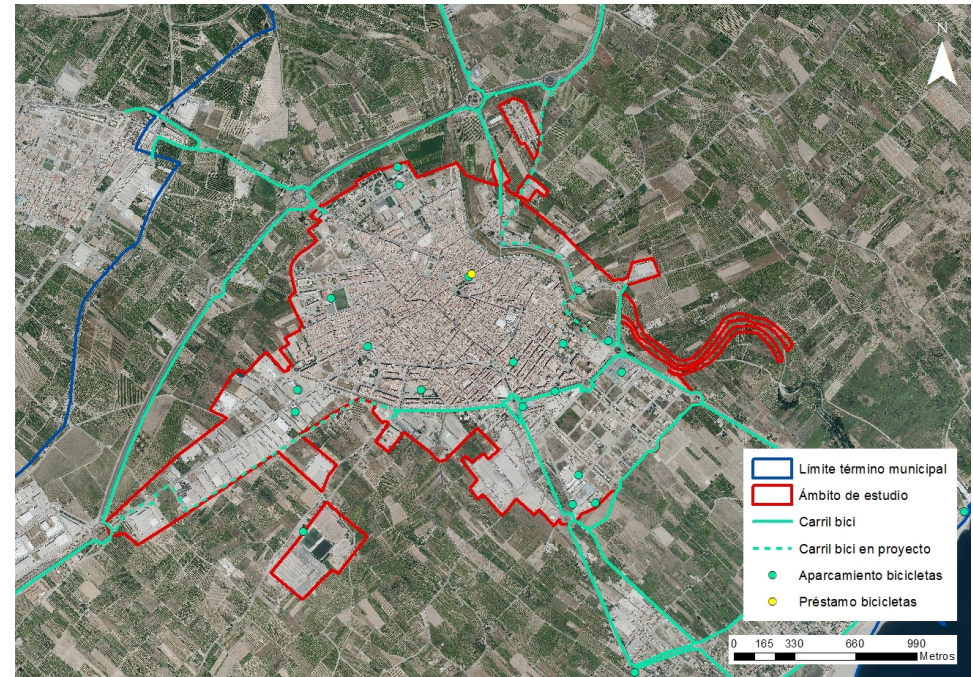 N
Límite término municipal
Ámbito de estudio
Carril bici
Carril bici en proyecto
Aparcamiento bicicletas
Préstamo bicicletas
0 165 330 660 990
Metros